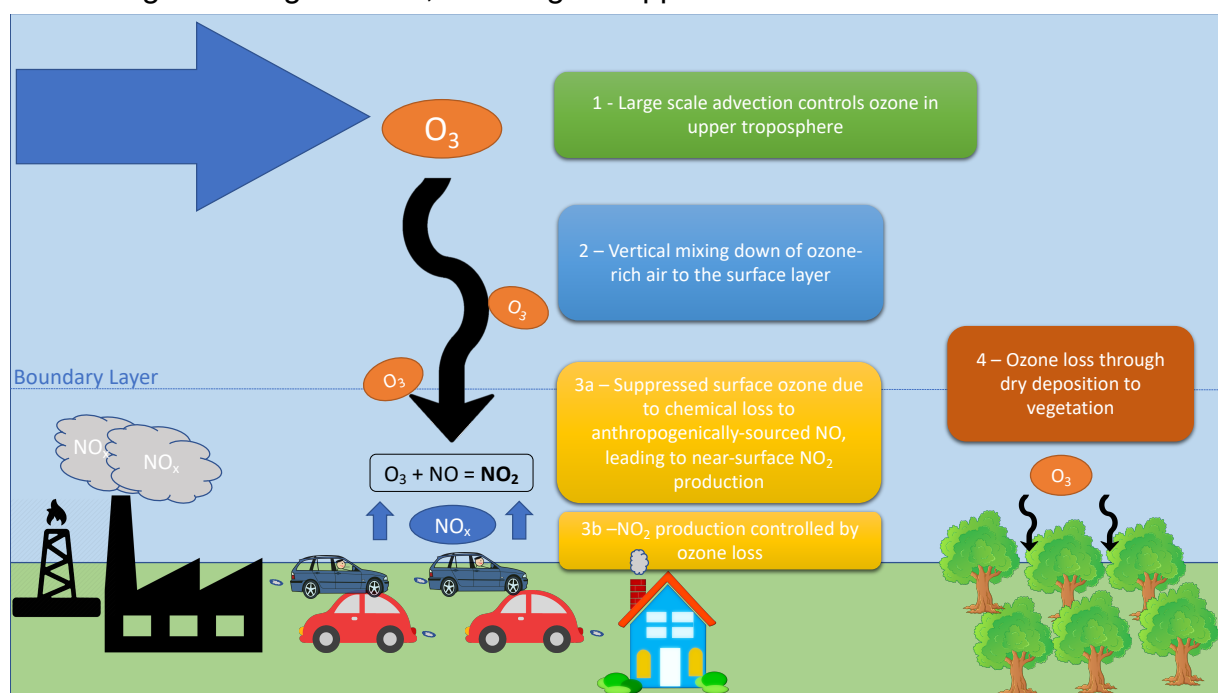 O₃
1 - Large scale advection controls ozone in
upper troposphere
2 – Vertical mixing down of ozone-
rich air to the surface layer
O₃
O₃
Boundary Layer
3a – Suppressed surface ozone due
to chemical loss to
anthropogenically-sourced NO,
leading to near-surface NO₂
production
4 – Ozone loss through
dry deposition to
vegetation
NOₓ
NOₓ
O₃ + NO = NO₂
O₃
NOₓ
3b –NO₂ production controlled by
ozone loss